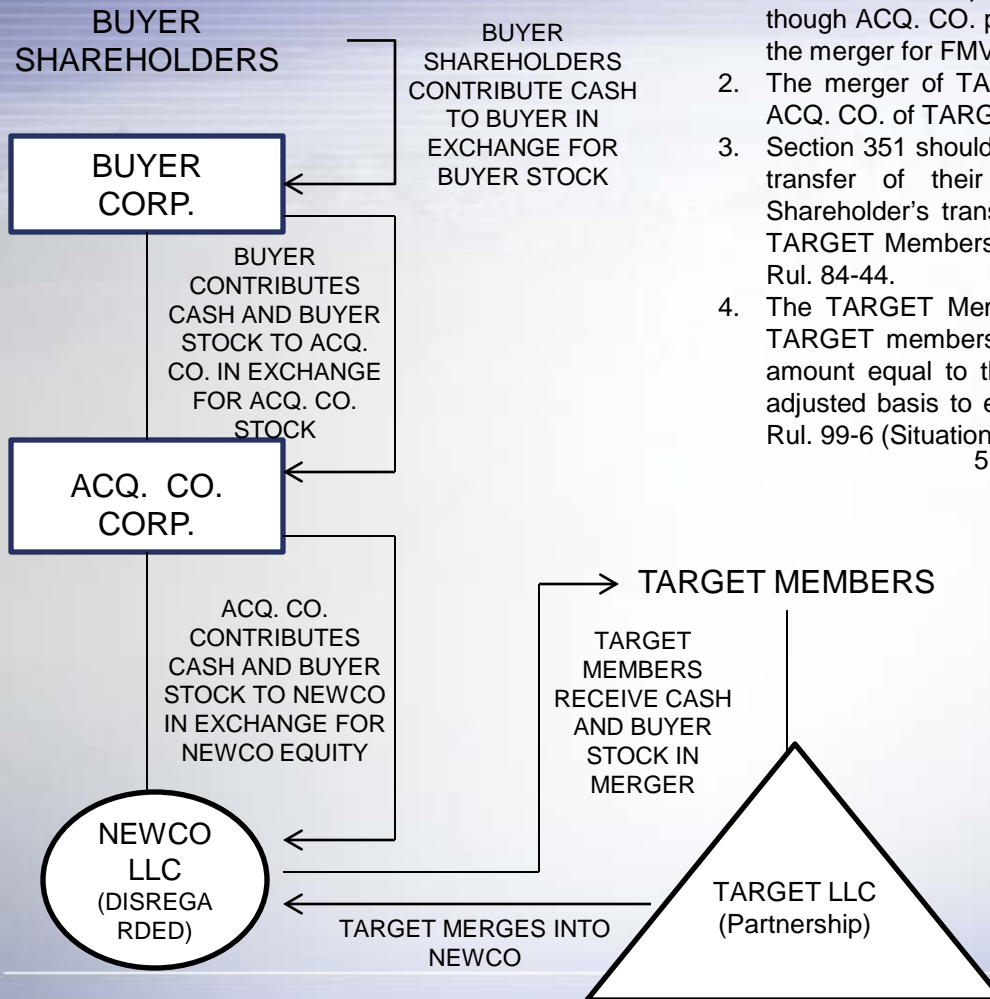 BUYER
SHAREHOLDERS
BUYER
SHAREHOLDERS
CONTRIBUTE CASH
TO BUYER IN
EXCHANGE FOR
BUYER STOCK
BUYER
CORP.
BUYER
CONTRIBUTES
CASH AND BUYER
STOCK TO ACQ.
CO. IN EXCHANGE
FOR ACQ. CO.
STOCK
ACQ. CO.
CORP.
ACQ. CO.
CONTRIBUTES
CASH AND BUYER
STOCK TO NEWCO
IN EXCHANGE FOR
NEWCO EQUITY
NEWCO
LLC
(DISREGA
RDED)
TARGET MERGES INTO
NEWCO
TARGET MEMBERS
TARGET
MEMBERS
RECEIVE CASH
AND BUYER
STOCK IN
MERGER
TARGET LLC
(Partnership)
though ACQ. CO.
the merger for FMV
2. The merger of
ACQ. CO. of
3. Section 351 should
transfer of their
Shareholder's
TARGET Members
Rul. 84-44.
4. The TARGET
TARGET members
amount equal to
adjusted basis to
Rul. 99-6 (Situation
5